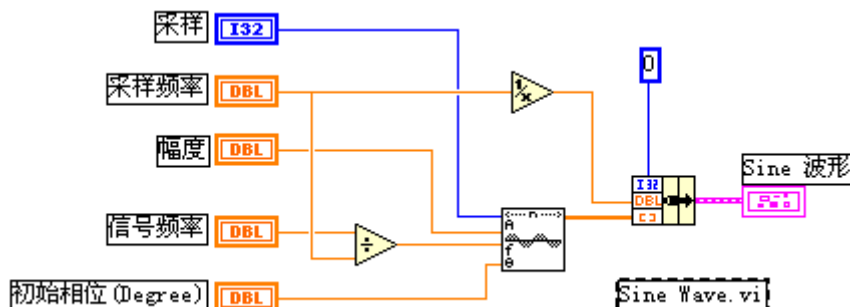 采样 I32
0
采样频率 DBL
1/x
幅度 DBL
Sine 波形
I32
DBL
n
A
信号频率 DBL
÷
f
θ
初始相位(Degree) DBL
Sine Wave.vi